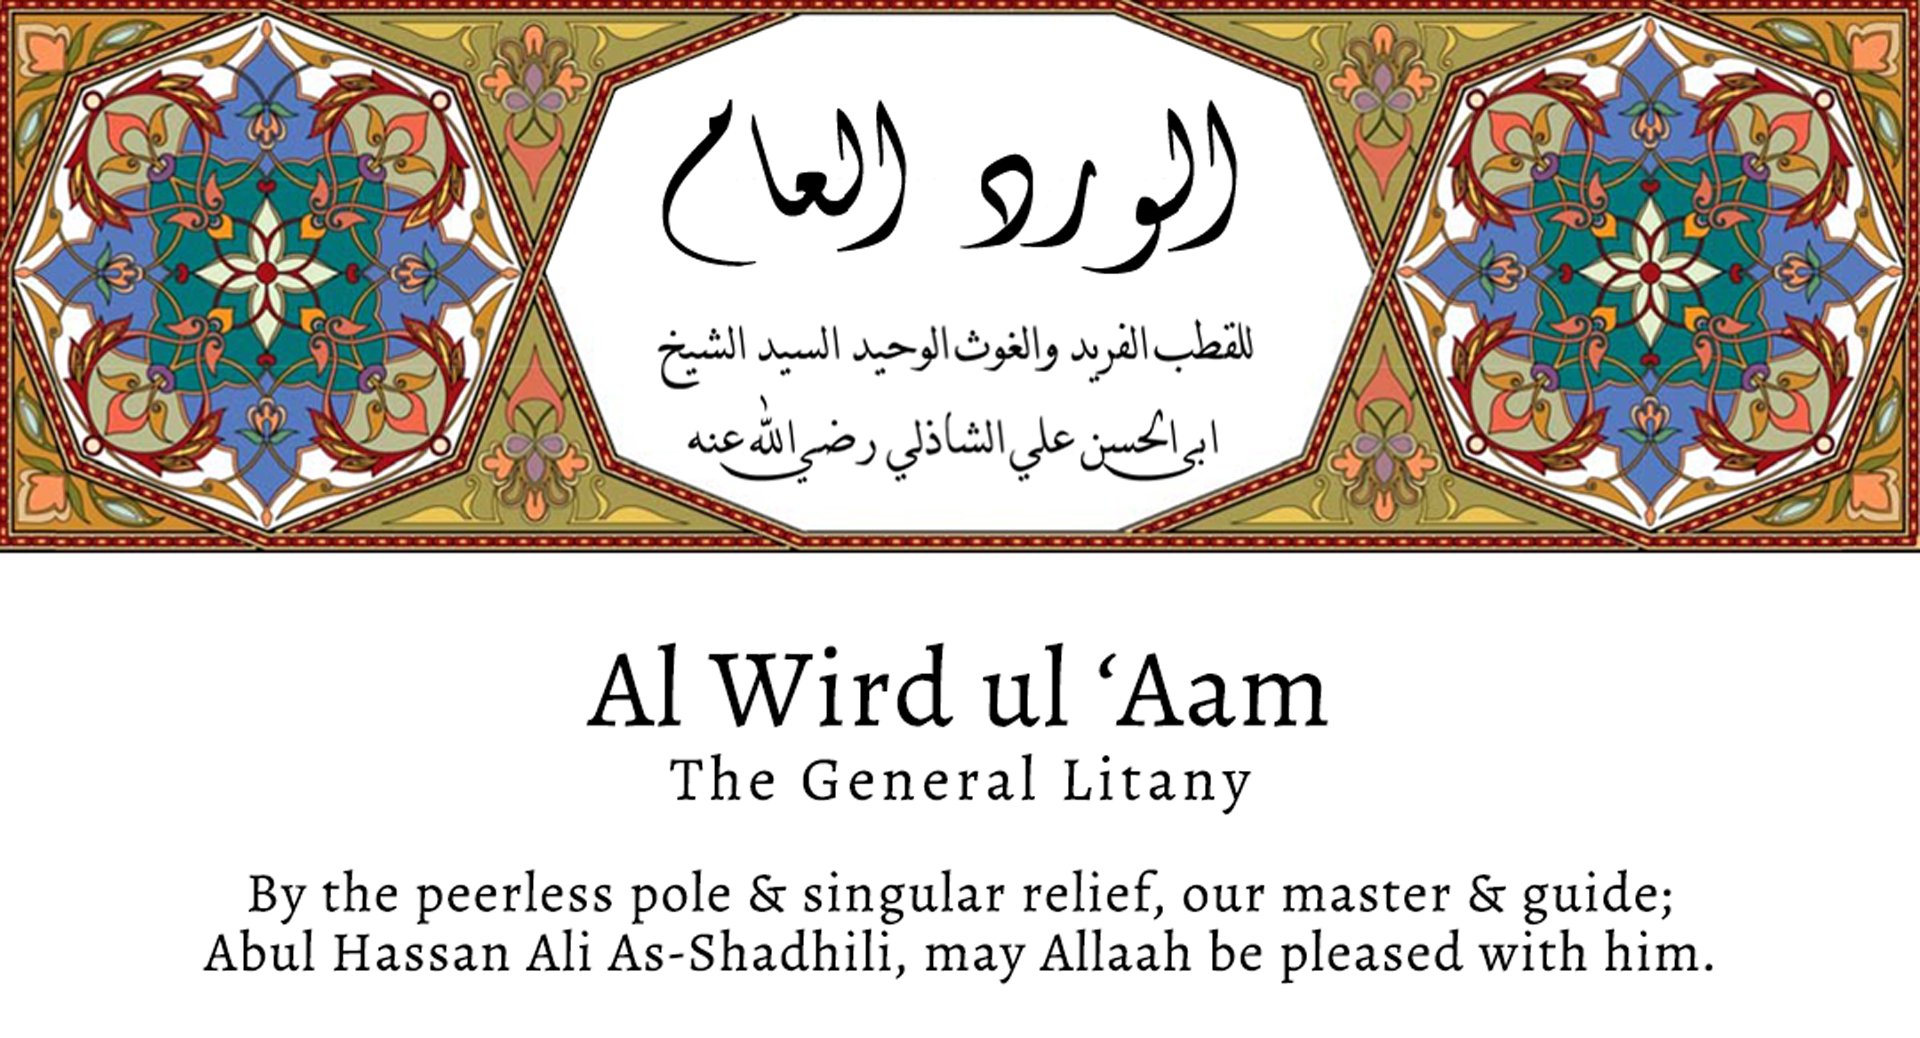 الورد العام
للقطب الفريد والغوث الوحيد السيد الشيخ
ابي الحسن علي الشاذلي رضي الله عنه
Al Wird ul ‘Aam
The General Litany
By the peerless pole & singular relief, our master & guide;
Abul Hassan Ali As-Shadhili, may Allaah be pleased with him.